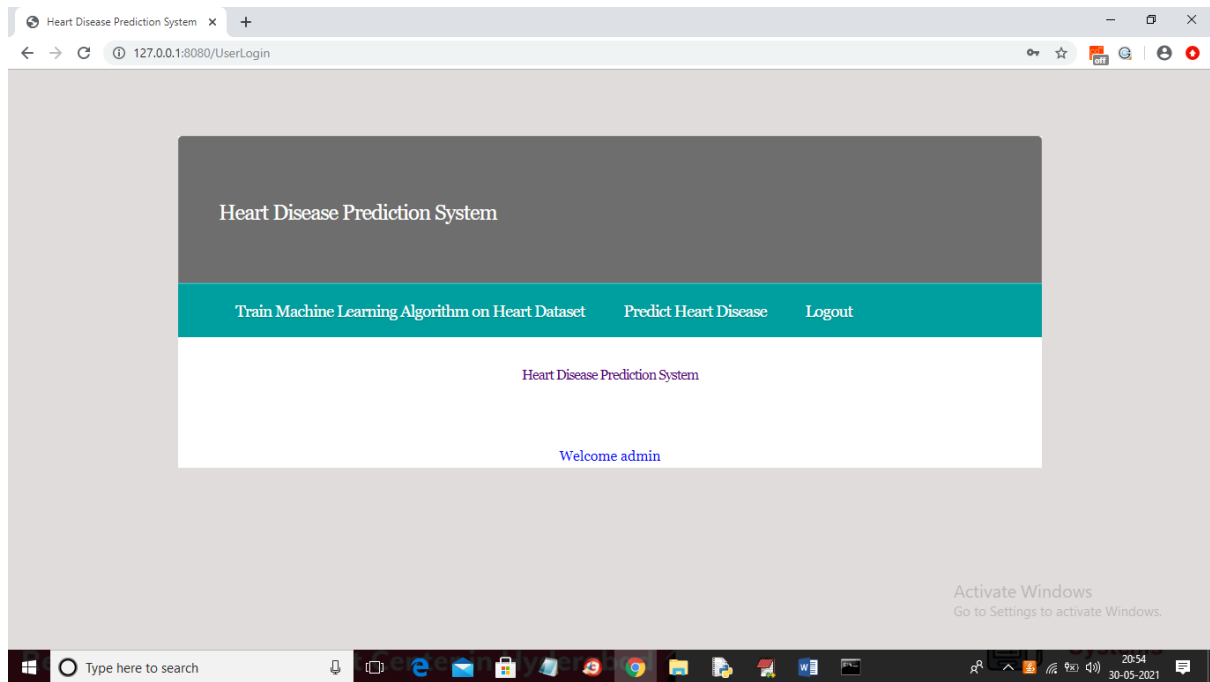 Heart Disease Prediction System
127.0.0.1:8080/UserLogin
off
Heart Disease Prediction System
Train Machine Learning Algorithm on Heart Dataset Predict Heart Disease Logout
Heart Disease Prediction System
Welcome admin
Activate Windows
Go to Settings to activate Windows.
Type here to search
20:54
30-05-2021